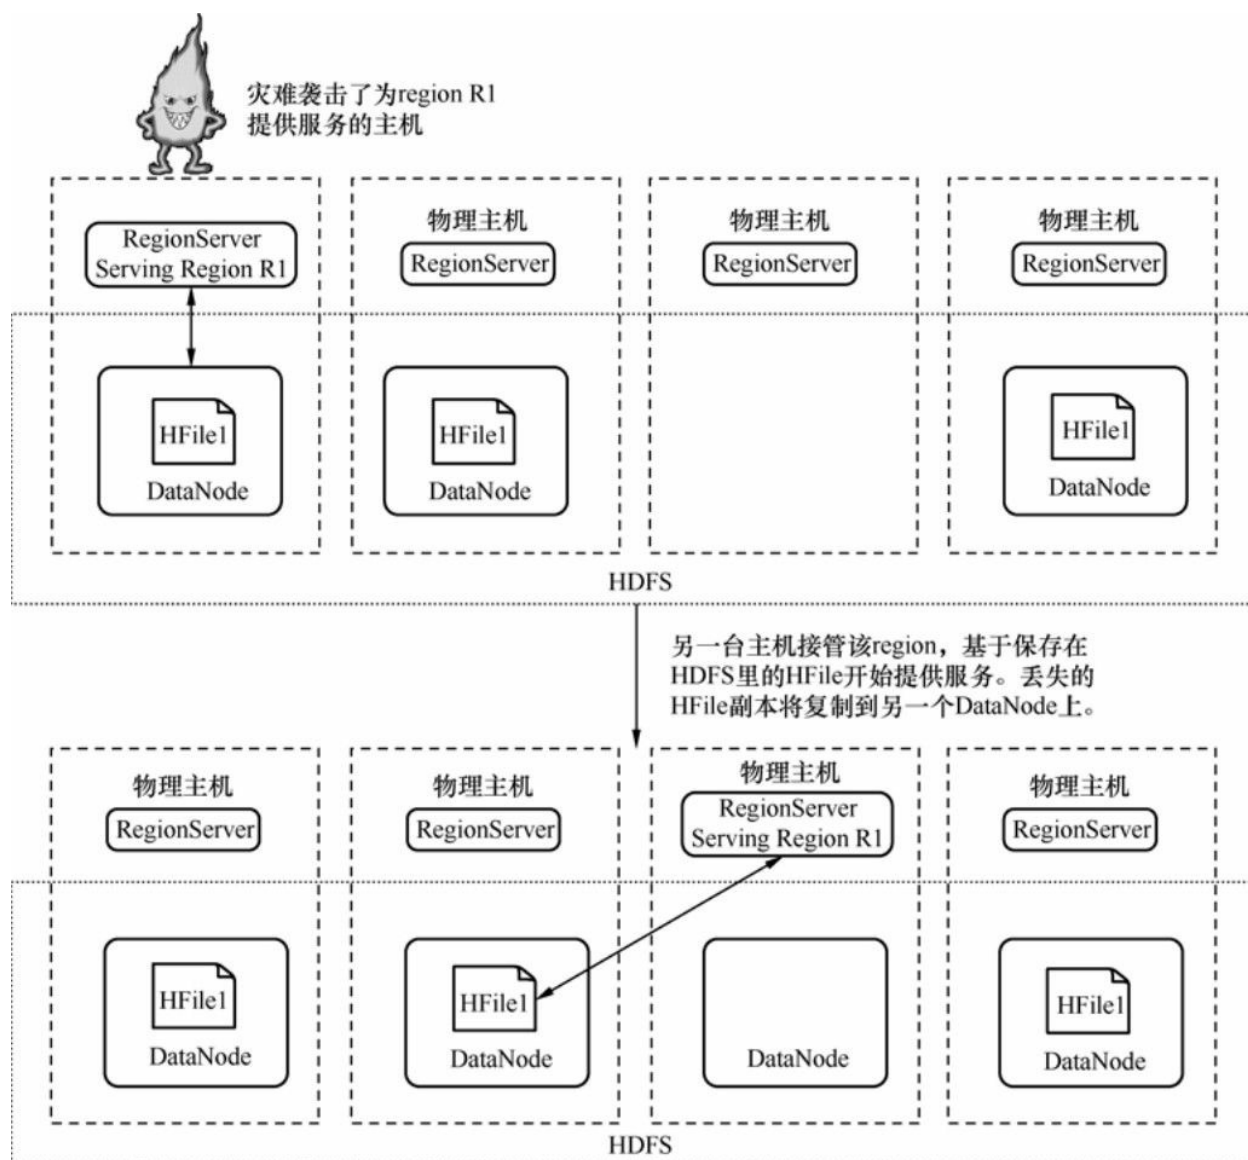 灾难袭击了为region R1
提供服务的主机
RegionServer
Serving Region R1
物理主机
RegionServer
物理主机
RegionServer
物理主机
RegionServer
HFile1
DataNode
HFile1
DataNode
HFile1
DataNode
HDFS
另一台主机接管该region，基于保存在
HDFS里的HFile开始提供服务。丢失的
HFile副本将复制到另一个DataNode上。
物理主机
RegionServer
物理主机
RegionServer
物理主机
RegionServer
Serving Region R1
物理主机
RegionServer
HFile1
DataNode
HFile1
DataNode
DataNode
HFile1
DataNode
HDFS